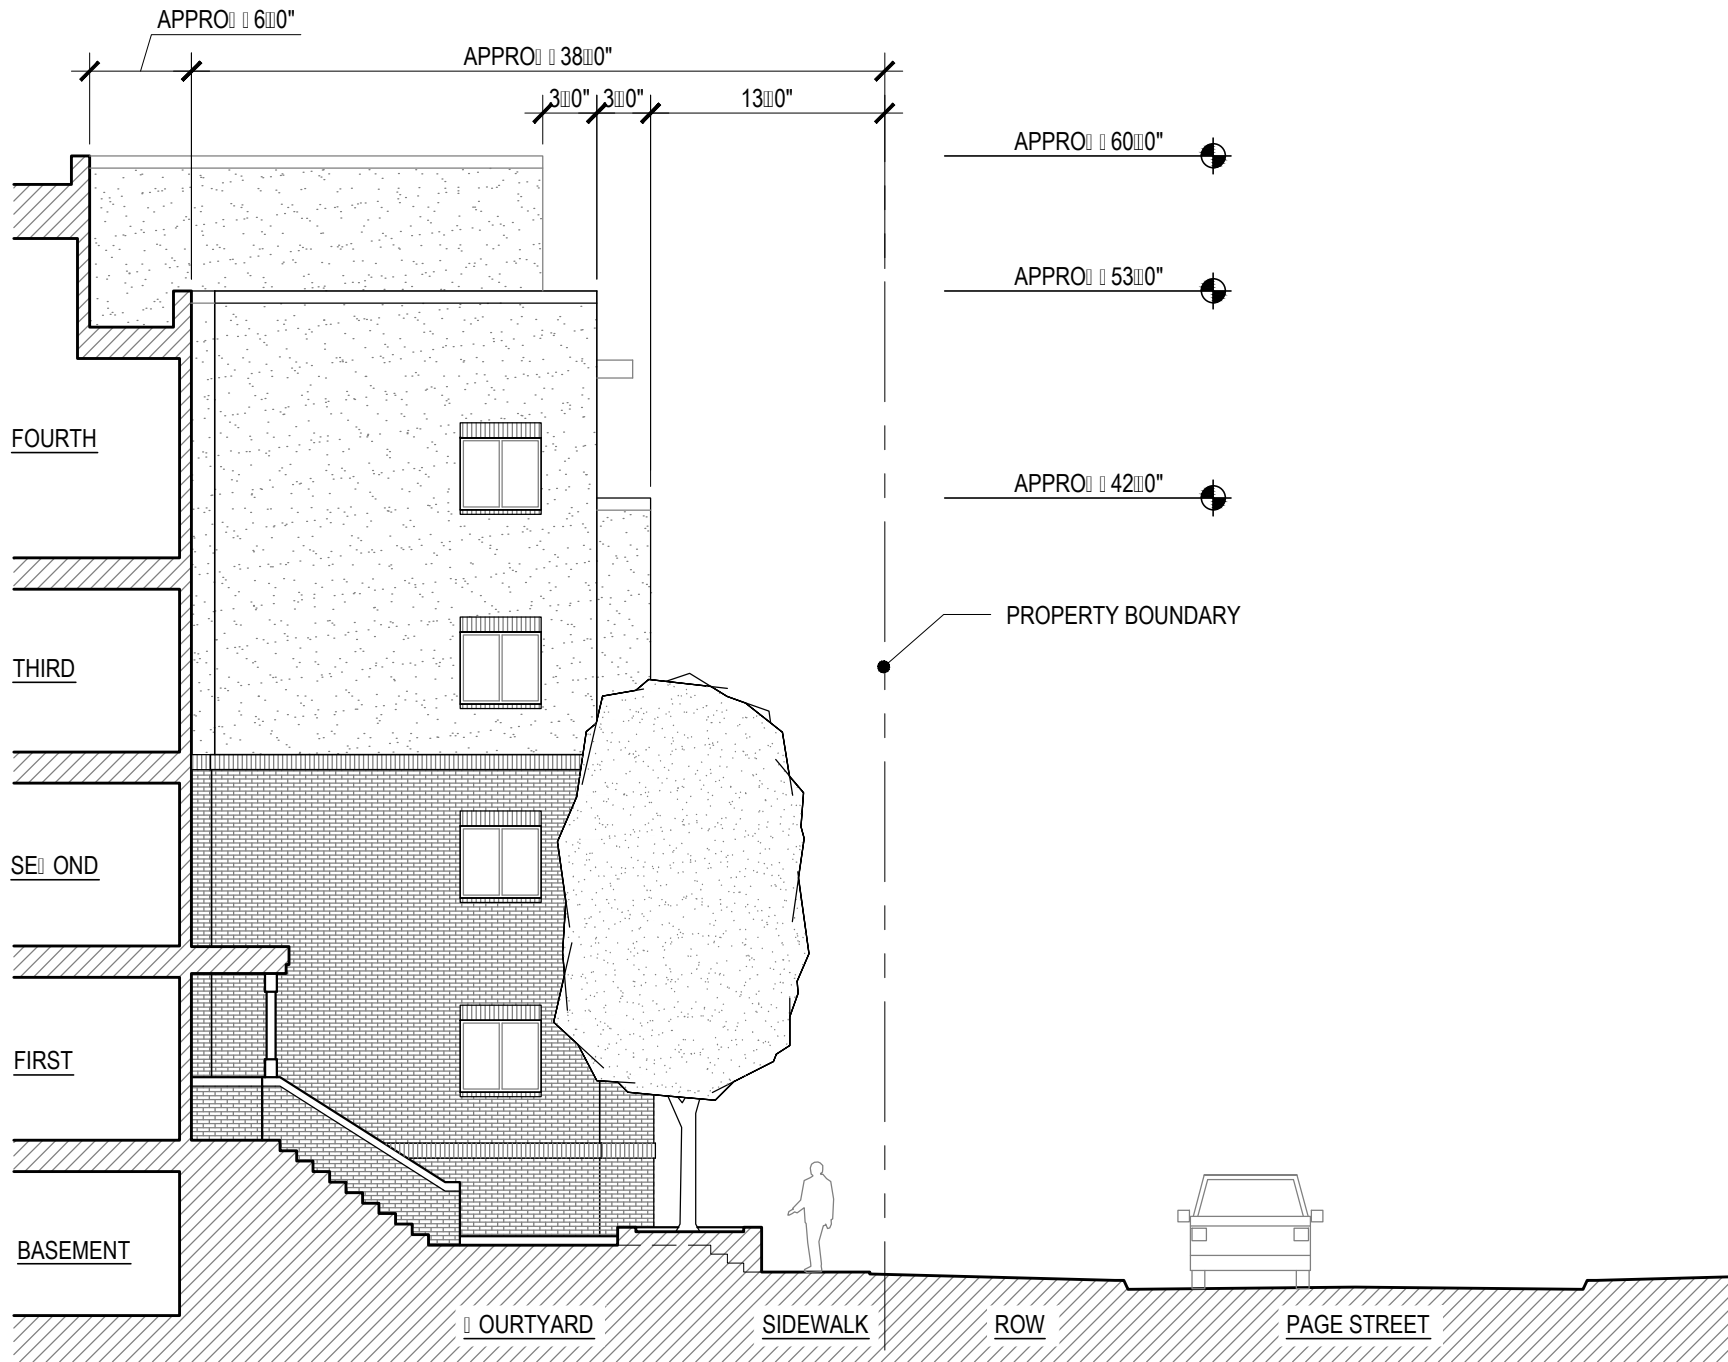 APPRO▯ ▯ 6▯▯0"
APPRO▯ ▯ 38▯▯0"
3▯▯0" 3▯▯0" 13▯▯0"
APPRO▯ ▯ 60▯▯0"
APPRO▯ ▯ 53▯▯0"
FOURTH
APPRO▯ ▯ 42▯▯0"
PROPERTY BOUNDARY
THIRD
SE▯ OND
FIRST
BASEMENT
▯ OURTYARD SIDEWALK ROW PAGE STREET